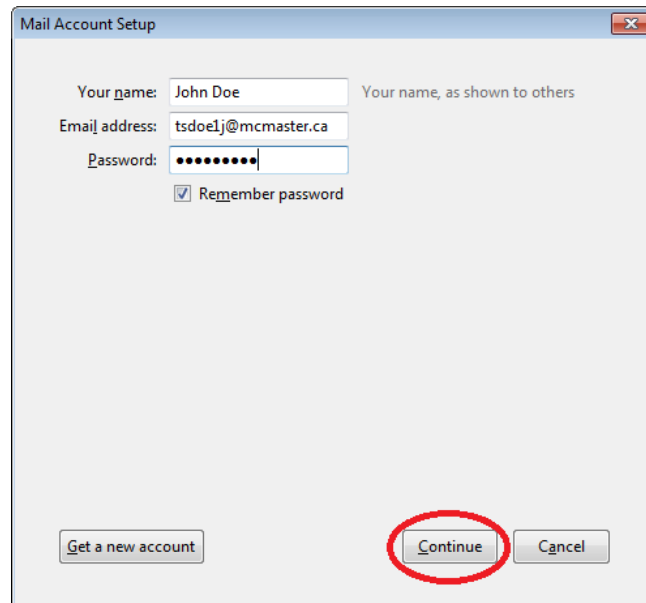 Mail Account Setup
Your name: John Doe Your name, as shown to others
Email address: tsdoe1j@mcmaster.ca
Password: •••••••••
Remember password
Get a new account Continue Cancel